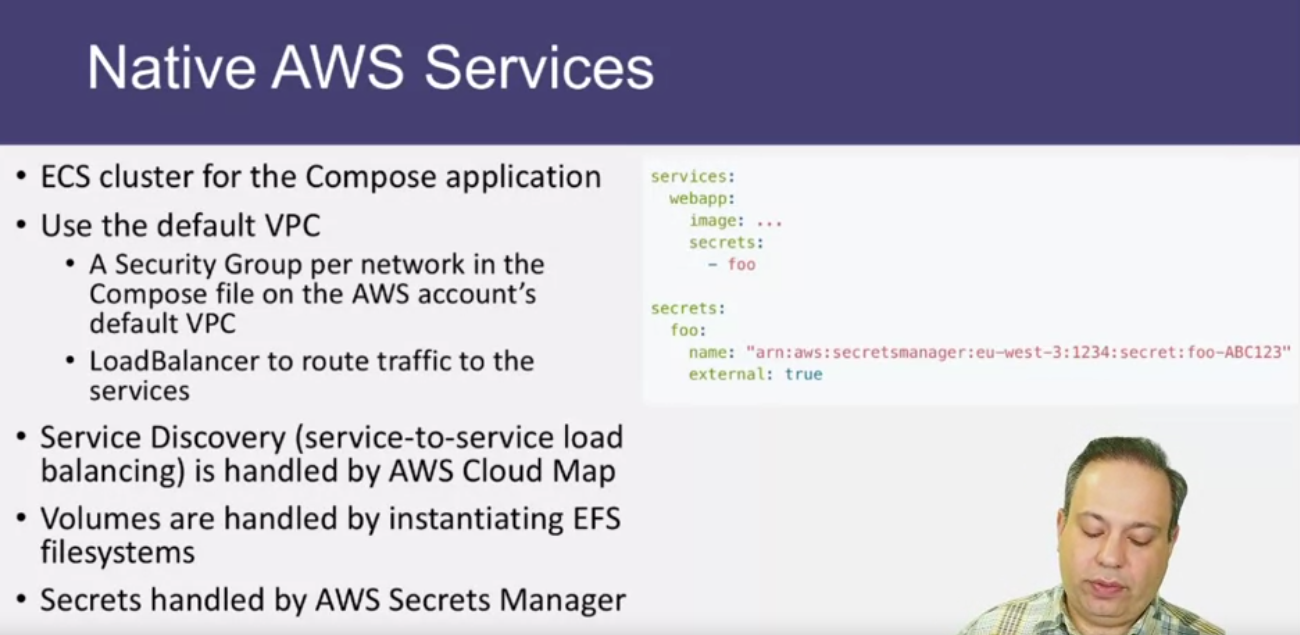 Native AWS Services
• ECS cluster for the Compose application
• Use the default VPC
• A Security Group per network in the
Compose file on the AWS account's
default VPC
• LoadBalancer to route traffic to the
services
• Service Discovery (service-to-service load
balancing) is handled by AWS Cloud Map
• Volumes are handled by instantiating EFS
filesystems
• Secrets handled by AWS Secrets Manager
services:
  webapp:
    image: ...
    secrets:
      - foo
secrets:
  foo:
    name: "arn:aws:secretsmanager:eu-west-3:1234:secret:foo-ABC123"
    external: true